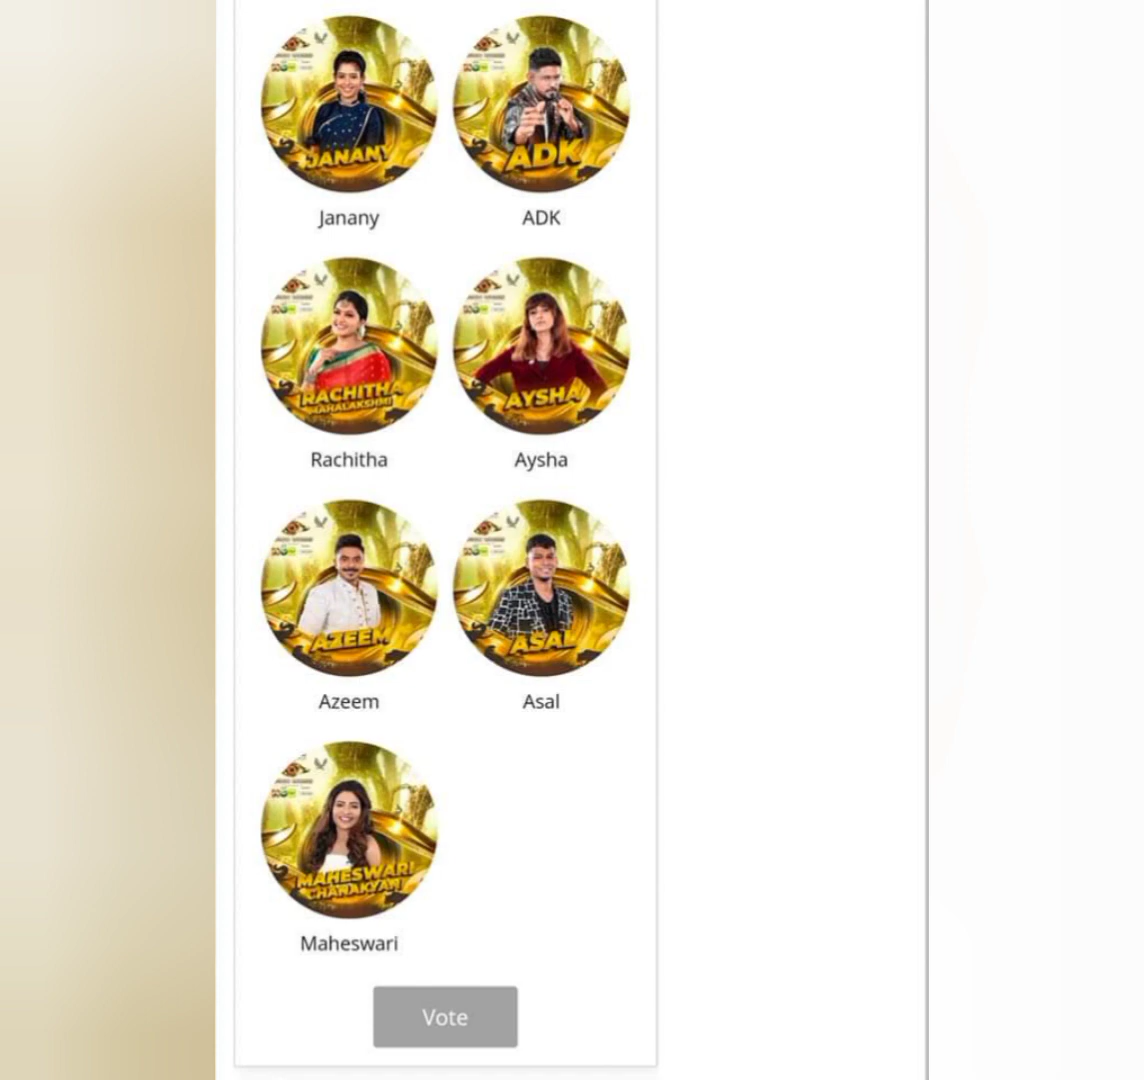 JANANY
ADK
Janany
ADK
RACHITHA
MAHALAKSHMI
AYSHA
Rachitha
Aysha
AZEEM
ASAL
Azeem
Asal
MAHESWARI
CHANAKYAN
Maheswari
Vote